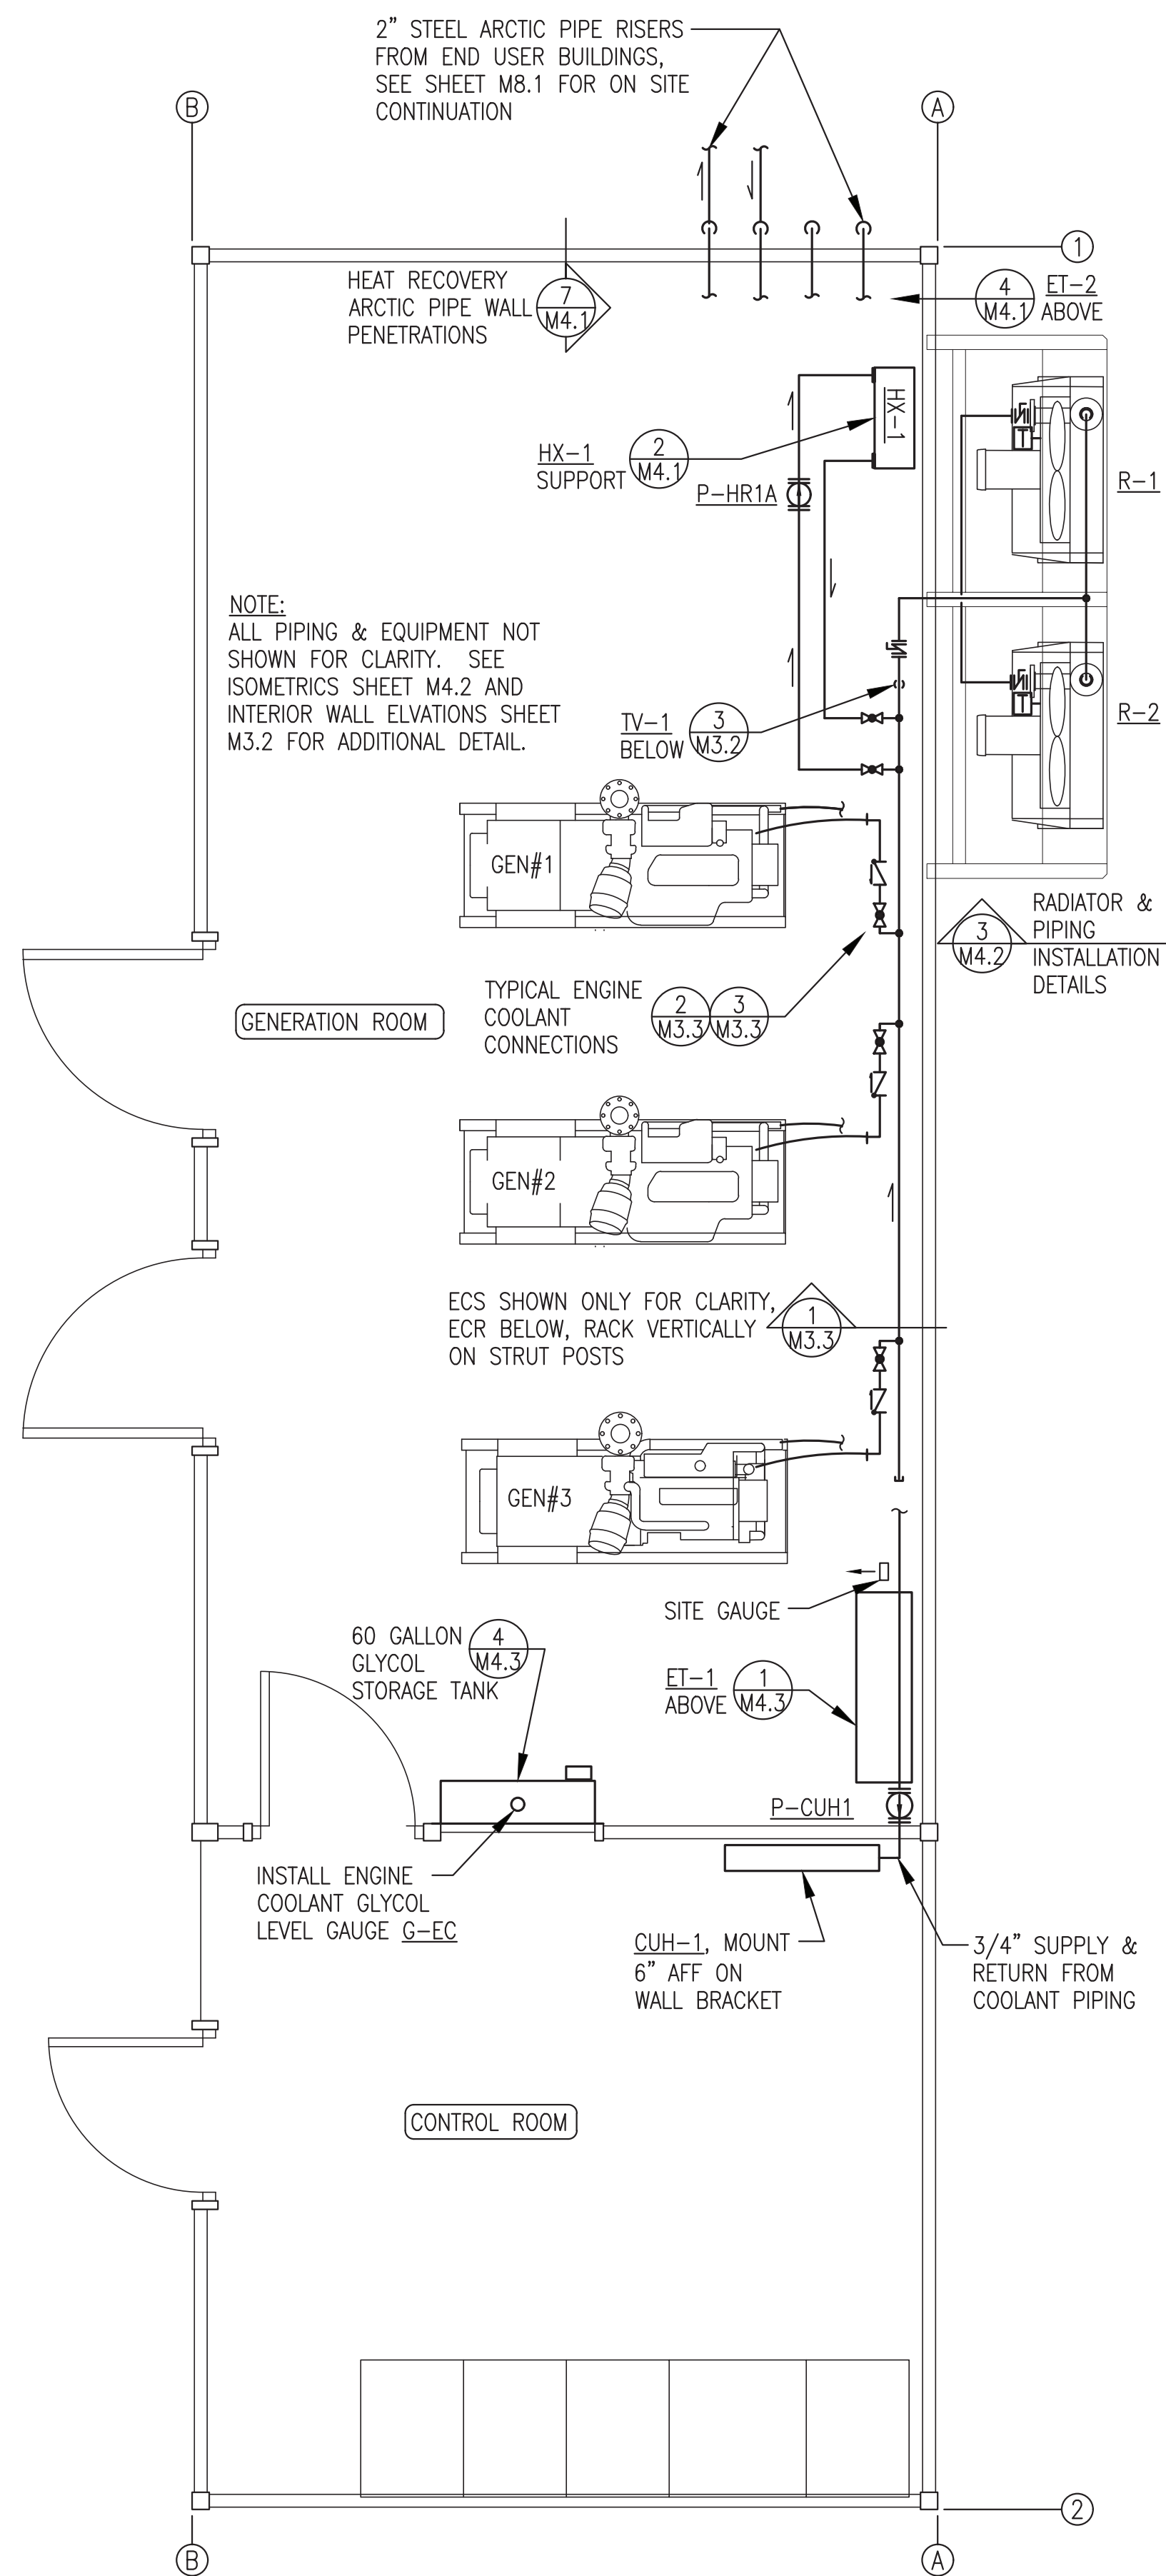 2” STEEL ARCTIC PIPE RISERS
FROM END USER BUILDINGS,
SEE SHEET M8.1 FOR ON SITE
CONTINUATION
B
A
1
HEAT RECOVERY
ARCTIC PIPE WALL
PENETRATIONS
7
M4.1
4
M4.1
ET-2
ABOVE
HX-1
HX-1
SUPPORT
2
M4.1
P-HR1A
T
R-1
NOTE:
ALL PIPING & EQUIPMENT NOT
SHOWN FOR CLARITY. SEE
ISOMETRICS SHEET M4.2 AND
INTERIOR WALL ELVATIONS SHEET
M3.2 FOR ADDITIONAL DETAIL.
T
R-2
TV-1
BELOW
3
M3.2
GEN#1
RADIATOR &
PIPING
INSTALLATION
DETAILS
3
M4.2
TYPICAL ENGINE
COOLANT
CONNECTIONS
2
M3.3
3
M3.3
GENERATION ROOM
GEN#2
ECS SHOWN ONLY FOR CLARITY,
ECR BELOW, RACK VERTICALLY
ON STRUT POSTS
1
M3.3
GEN#3
SITE GAUGE
60 GALLON
GLYCOL
STORAGE TANK
4
M4.3
ET-1
ABOVE
1
M4.3
P-CUH1
INSTALL ENGINE
COOLANT GLYCOL
LEVEL GAUGE G-EC
CUH-1, MOUNT
6” AFF ON
WALL BRACKET
3/4” SUPPLY &
RETURN FROM
COOLANT PIPING
CONTROL ROOM
2
B
A